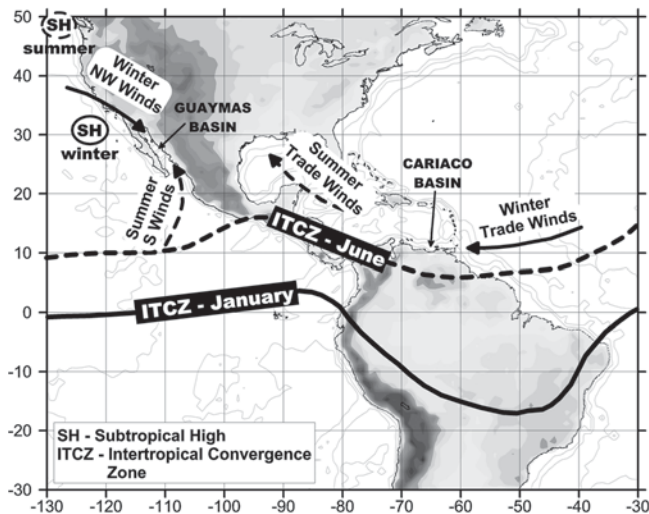 50
40
30
20
10
0
-10
-20
-30
SH
summer
Winter
NW Winds
GUAYMAS
BASIN
SH
winter
Summer
S Winds
Summer
Trade Winds
CARIACO
BASIN
Winter
Trade Winds
ITCZ - June
ITCZ - January
SH - Subtropical High
ITCZ - Intertropical Convergence
Zone
-130 -120 -110 -100 -90 -80 -70 -60 -50 -40 -30